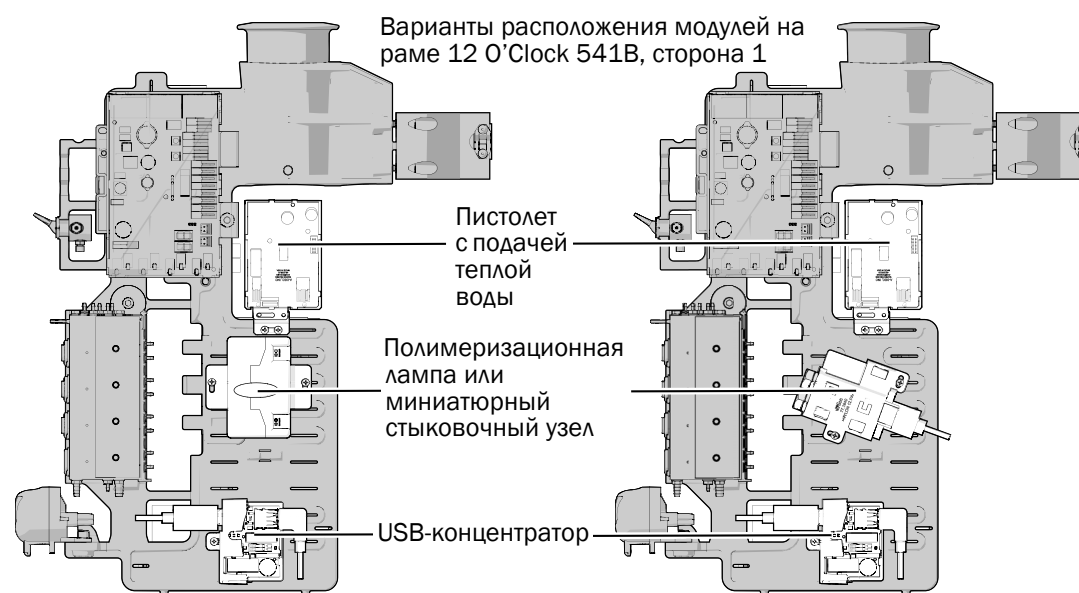 Варианты расположения модулей на
раме 12 O’Clock 541B, сторона 1
Пистолет
с подачей
теплой
воды
Полимеризационная
лампа или
миниатюрный
стыковочный узел
USB-концентратор